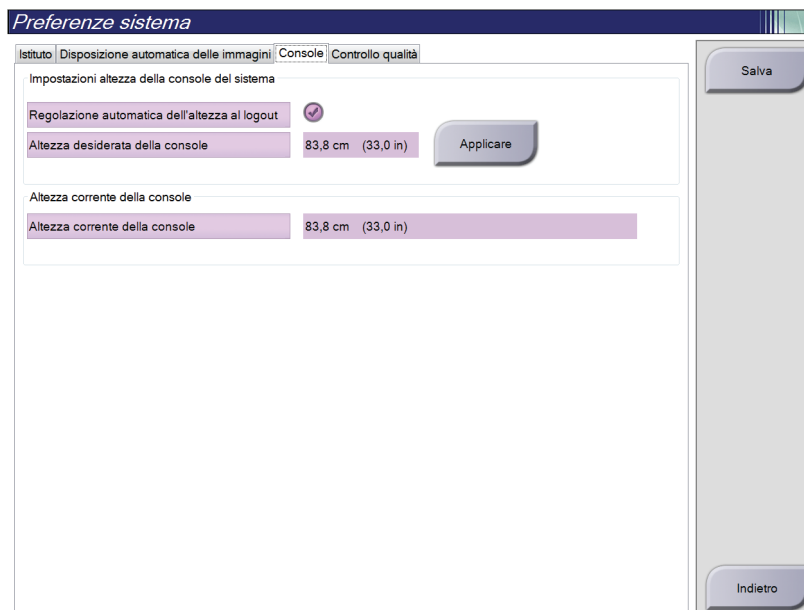 Preferenze sistema
Istituto Disposizione automatica delle immagini Console Controllo qualità
Salva
Impostazioni altezza della console del sistema
Regolazione automatica dell'altezza al logout
Altezza desiderata della console 83,8 cm (33,0 in) Applicare
Altezza corrente della console
Altezza corrente della console 83,8 cm (33,0 in)
Indietro